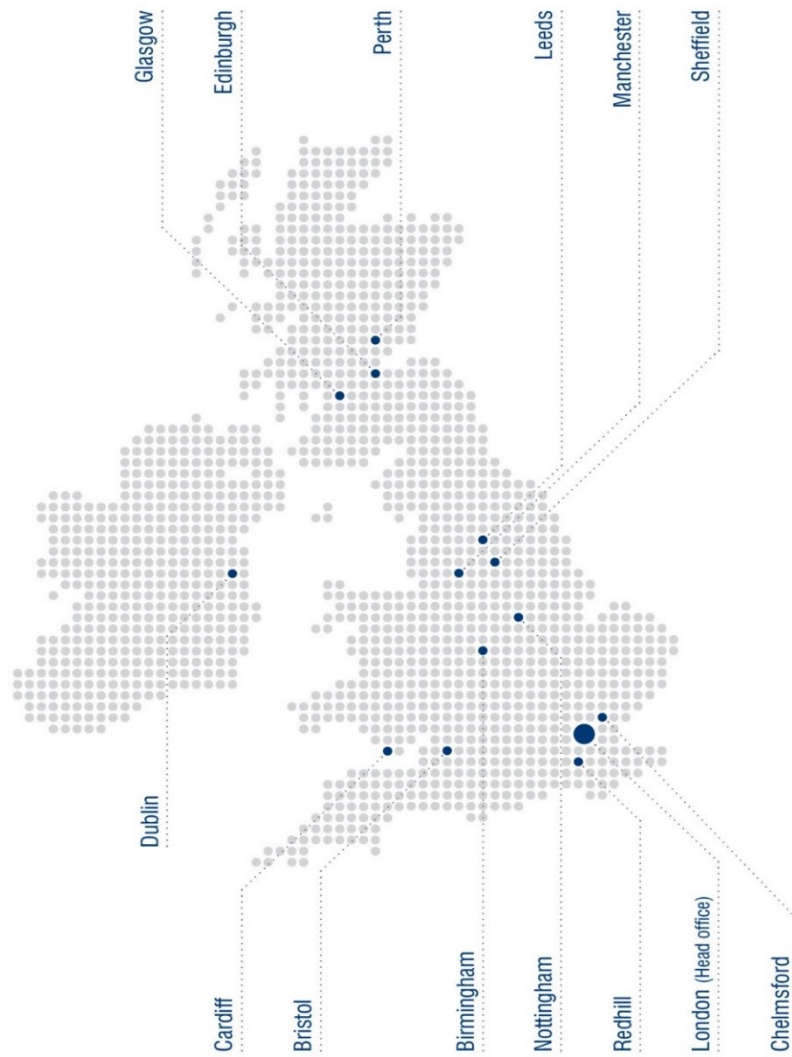 Glasgow
Edinburgh
Perth
Leeds
Manchester
Sheffield
Dublin
Cardiff
Bristol
Birmingham
Nottingham
Redhill
London (Head office)
Chelmsford